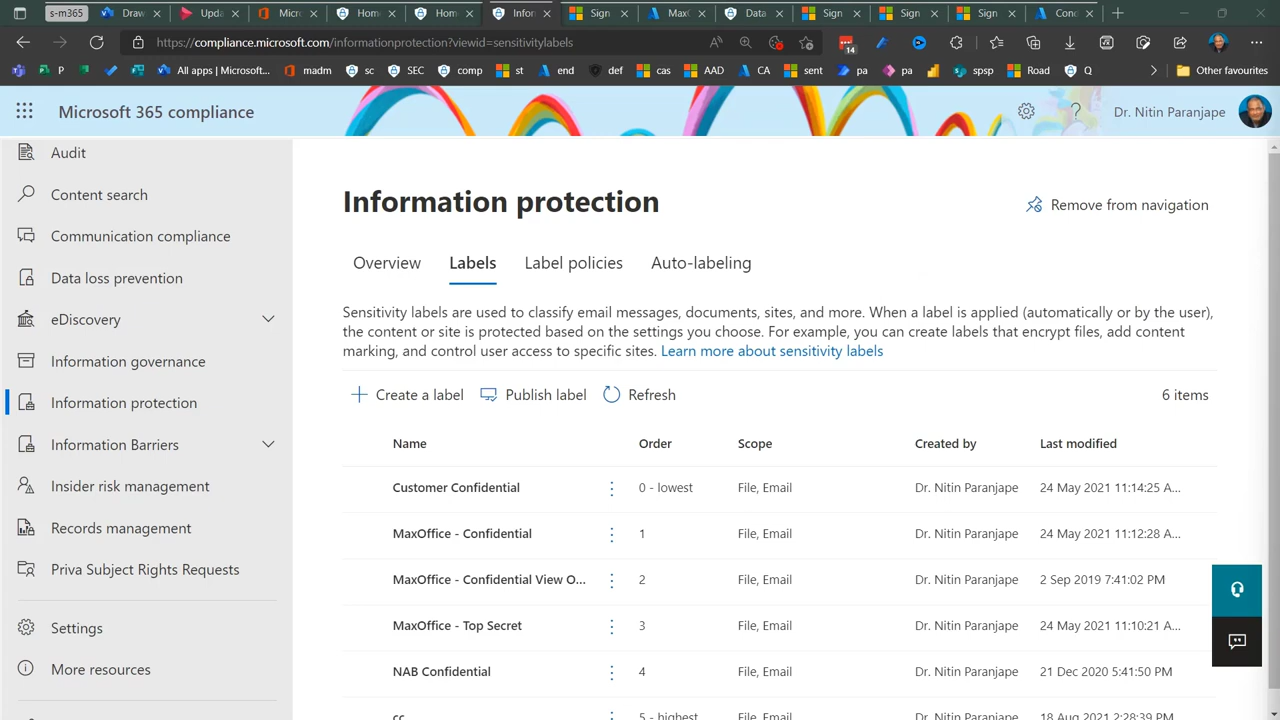 s-m365 Draw Upda Micro Home Home Infor Sign MaxO Data Sign Sign Sign Conc
https://compliance.microsoft.com/informationprotection?viewid=sensitivitylabels 14
P All apps | Microsoft... madm sc SEC comp st end def cas AAD CA sent pa pa spsp Road Q Other favourites
Microsoft 365 compliance ? Dr. Nitin Paranjape
Audit
Content search
Communication compliance
Data loss prevention
eDiscovery
Information governance
Information protection
Information Barriers
Insider risk management
Records management
Priva Subject Rights Requests
Settings
More resources
Information protection
Remove from navigation
Overview Labels Label policies Auto-labeling
Sensitivity labels are used to classify email messages, documents, sites, and more. When a label is applied (automatically or by the user),
the content or site is protected based on the settings you choose. For example, you can create labels that encrypt files, add content
marking, and control user access to specific sites. Learn more about sensitivity labels
Create a label Publish label Refresh 6 items
Name Order Scope Created by Last modified
Customer Confidential 0 - lowest File, Email Dr. Nitin Paranjape 24 May 2021 11:14:25 A...
MaxOffice - Confidential 1 File, Email Dr. Nitin Paranjape 24 May 2021 11:12:28 A...
MaxOffice - Confidential View O... 2 File, Email Dr. Nitin Paranjape 2 Sep 2019 7:41:02 PM
MaxOffice - Top Secret 3 File, Email Dr. Nitin Paranjape 24 May 2021 11:10:21 A...
NAB Confidential 4 File, Email Dr. Nitin Paranjape 21 Dec 2020 5:41:50 PM
cc 5 - highest File, Email Dr. Nitin Paranjape 18 Aug 2021 2:28:39 PM